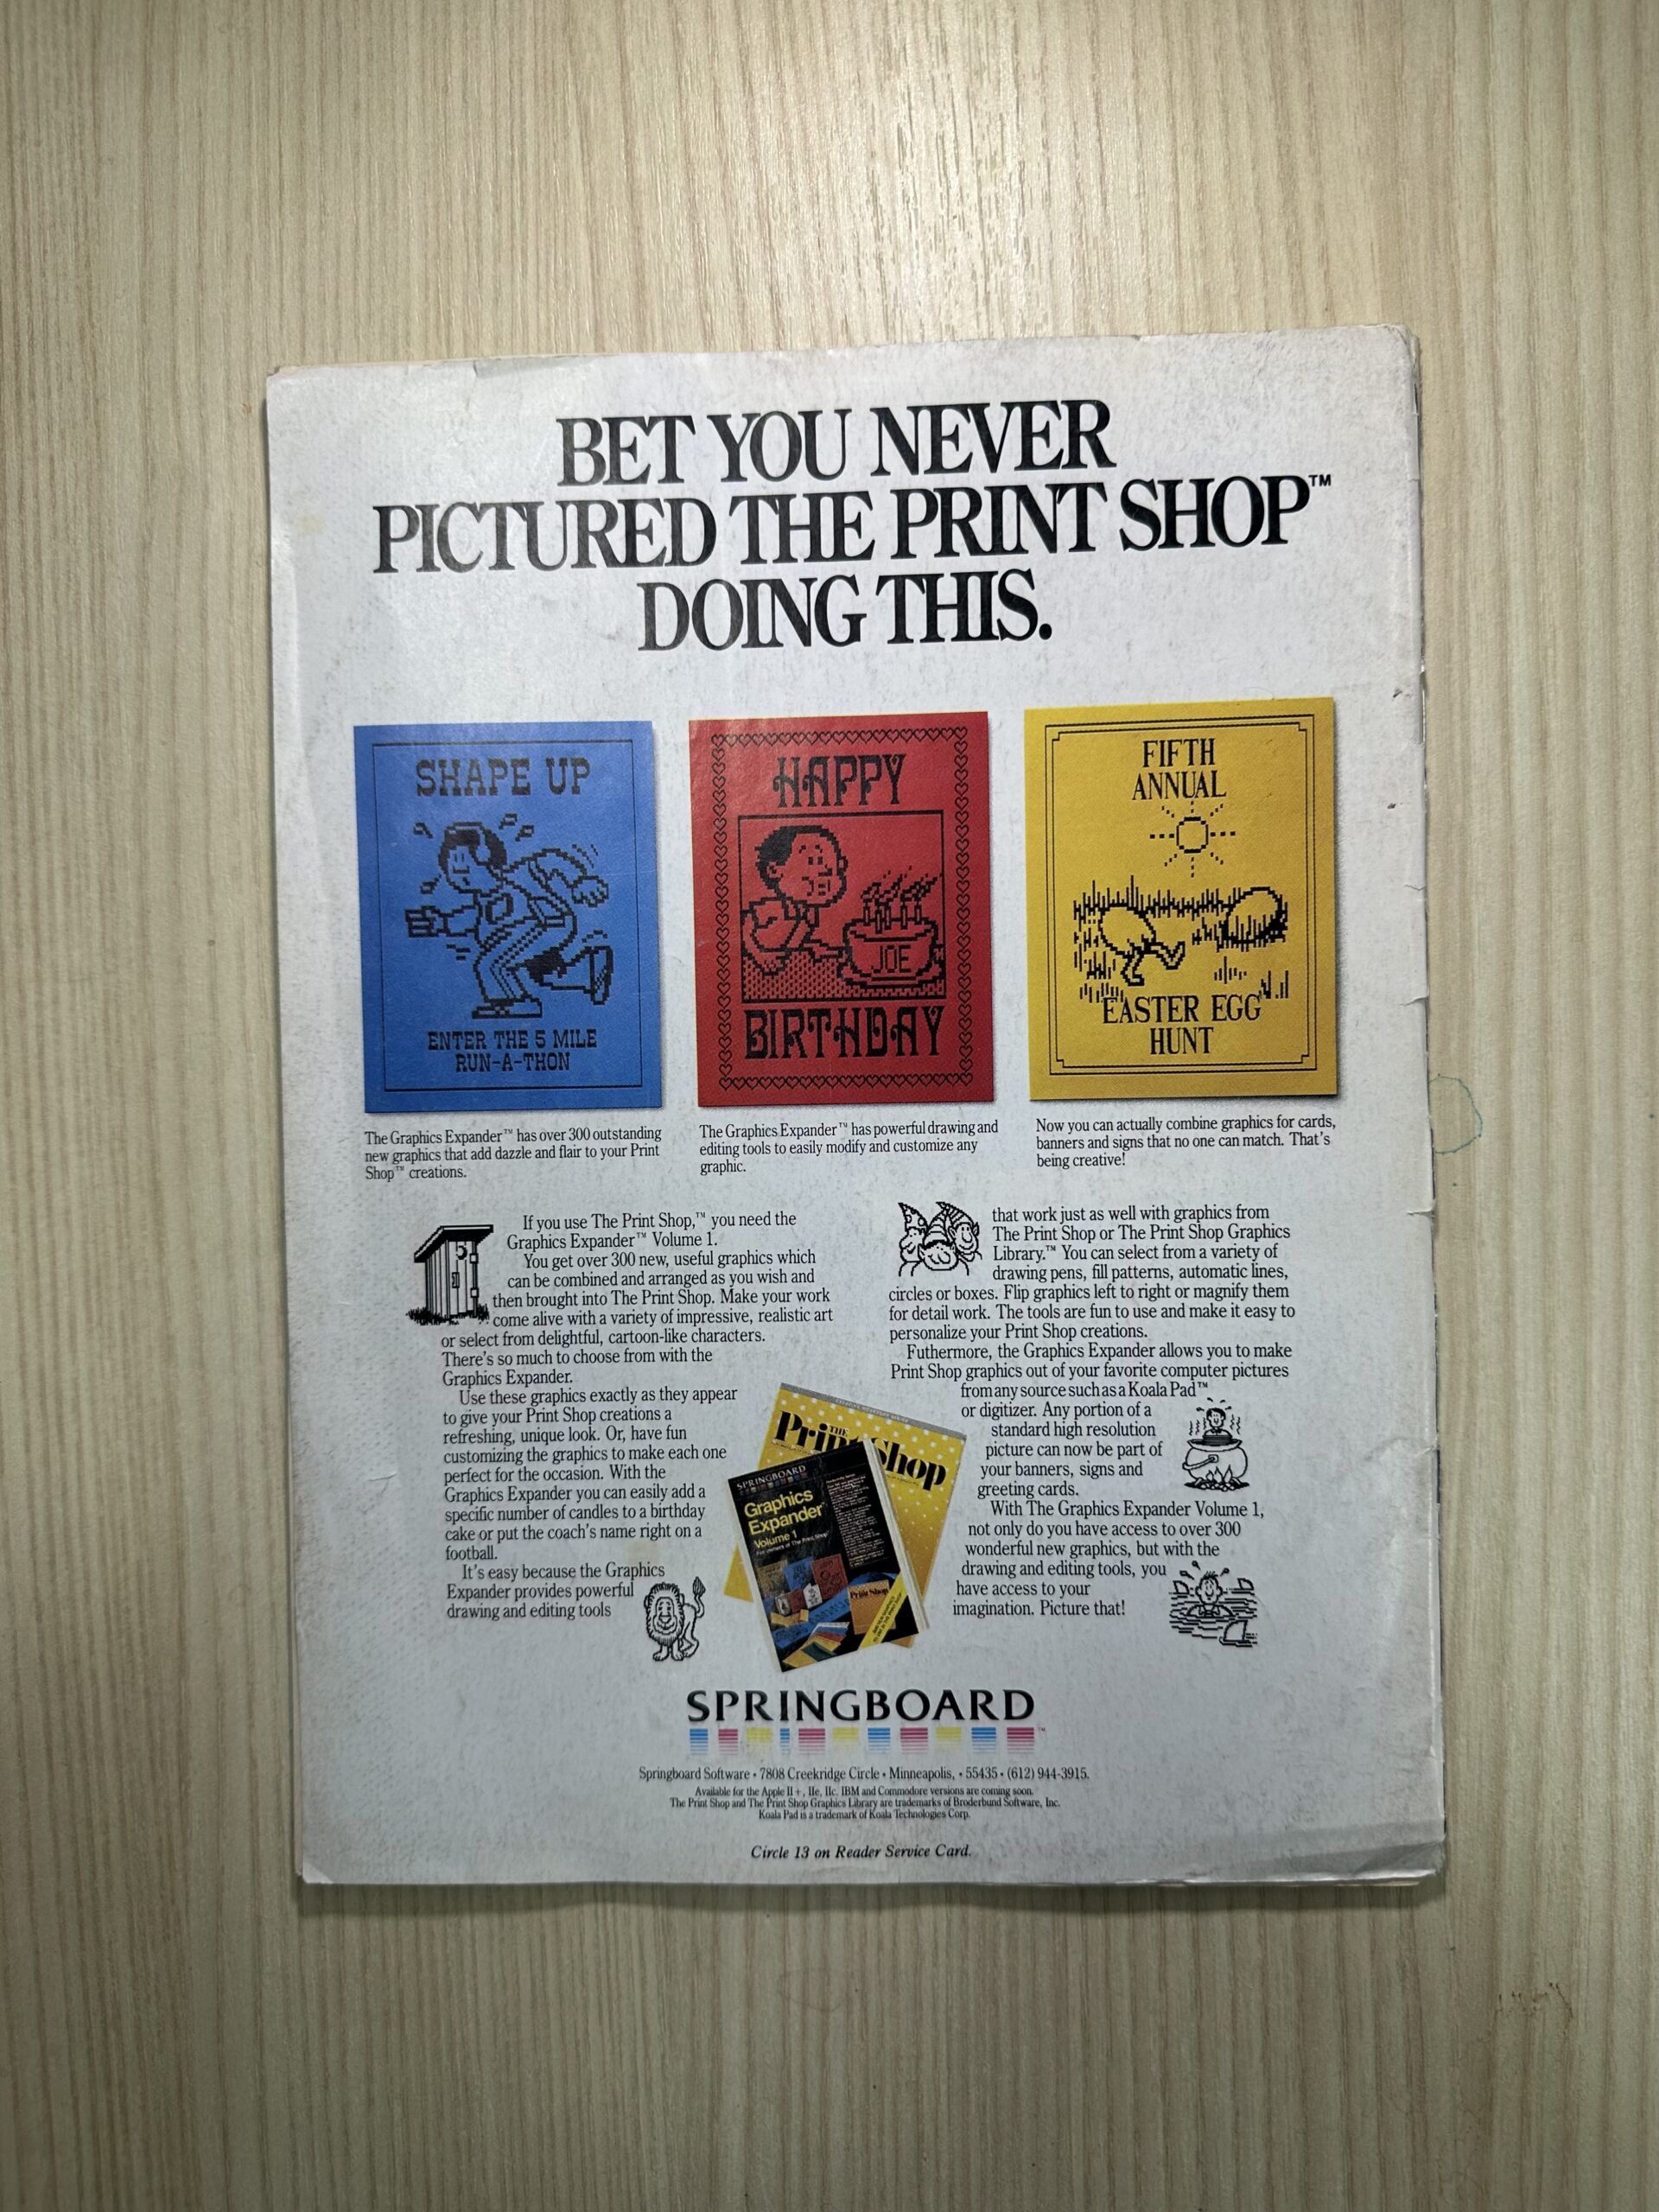 BET YOU NEVER
PICTURED THE PRINT SHOP™
DOING THIS.
SHAPE UP
ENTER THE 5 MILE
RUN-A-THON
HAPPY
JOE
BIRTHDAY
FIFTH
ANNUAL
EASTER EGG
HUNT
The Graphics Expander™ has over 300 outstanding
new graphics that add dazzle and flair to your Print
Shop™ creations.
The Graphics Expander™ has powerful drawing and
editing tools to easily modify and customize any
graphic.
Now you can actually combine graphics for cards,
banners and signs that no one can match. That's
being creative!
If you use The Print Shop,™ you need the
Graphics Expander™ Volume 1.
You get over 300 new, useful graphics which
can be combined and arranged as you wish and
then brought into The Print Shop. Make your work
come alive with a variety of impressive, realistic art
or select from delightful, cartoon-like characters.
There's so much to choose from with the
Graphics Expander.
Use these graphics exactly as they appear
to give your Print Shop creations a
refreshing, unique look. Or, have fun
customizing the graphics to make each one
perfect for the occasion. With the
Graphics Expander you can easily add a
specific number of candles to a birthday
cake or put the coach's name right on a
football.
It's easy because the Graphics
Expander provides powerful
drawing and editing tools
that work just as well with graphics from
The Print Shop or The Print Shop Graphics
Library.™ You can select from a variety of
drawing pens, fill patterns, automatic lines,
circles or boxes. Flip graphics left to right or magnify them
for detail work. The tools are fun to use and make it easy to
personalize your Print Shop creations.
Futhermore, the Graphics Expander allows you to make
Print Shop graphics out of your favorite computer pictures
from any source such as a Koala Pad™
or digitizer. Any portion of a
standard high resolution
picture can now be part of
your banners, signs and
greeting cards.
With The Graphics Expander Volume 1,
not only do you have access to over 300
wonderful new graphics, but with the
drawing and editing tools, you
have access to your
imagination. Picture that!
THE
Print Shop
SPRINGBOARD
Graphics
Expander
Volume 1
For owners of The Print Shop
Print Shop
SPRINGBOARD™
Springboard Software • 7808 Creekridge Circle • Minneapolis, • 55435 • (612) 944-3915.
Available for the Apple II+, IIe, IIc. IBM and Commodore versions are coming soon.
The Print Shop and The Print Shop Graphics Library are trademarks of Broderbund Software, Inc.
Koala Pad is a trademark of Koala Technologies Corp.
Circle 13 on Reader Service Card.